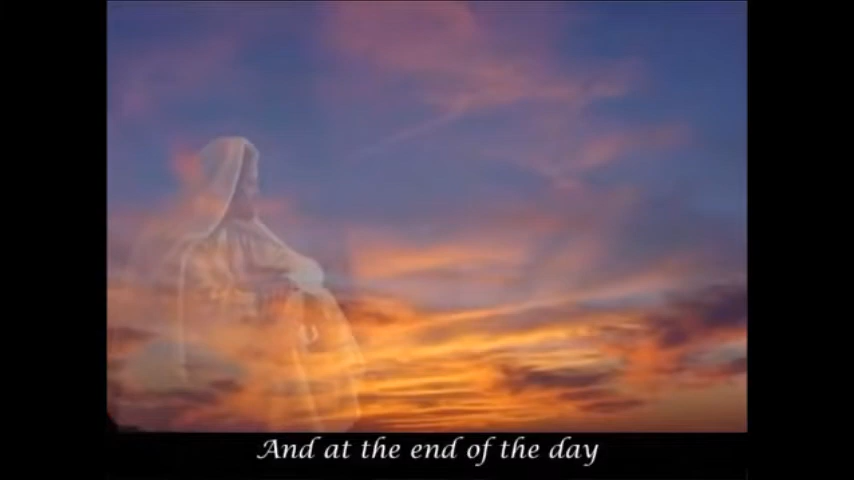 And at the end of the day